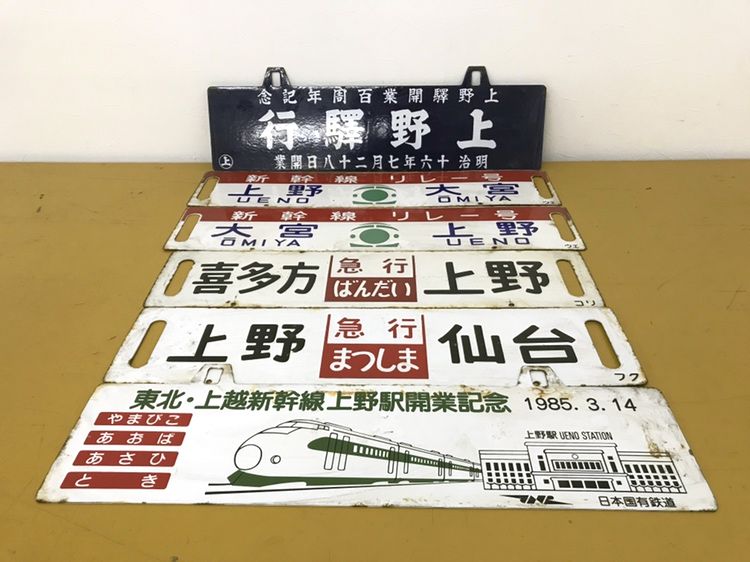 上野驛開業百周年記念
上野驛行
明治十六年七月二十八日開業
上
新幹線リレー号
上野 大宮
UENO OMIYA
新幹線リレー号
大宮 上野
OMIYA UENO
ウエ
喜多方 急行 ばんだい 上野
コリ
上野 急行 まつしま 仙台
フク
東北・上越新幹線上野駅開業記念 1985.3.14
やまびこ
あおば
あさひ
とき
上野駅 UENO STATION
JNR
日本国有鉄道